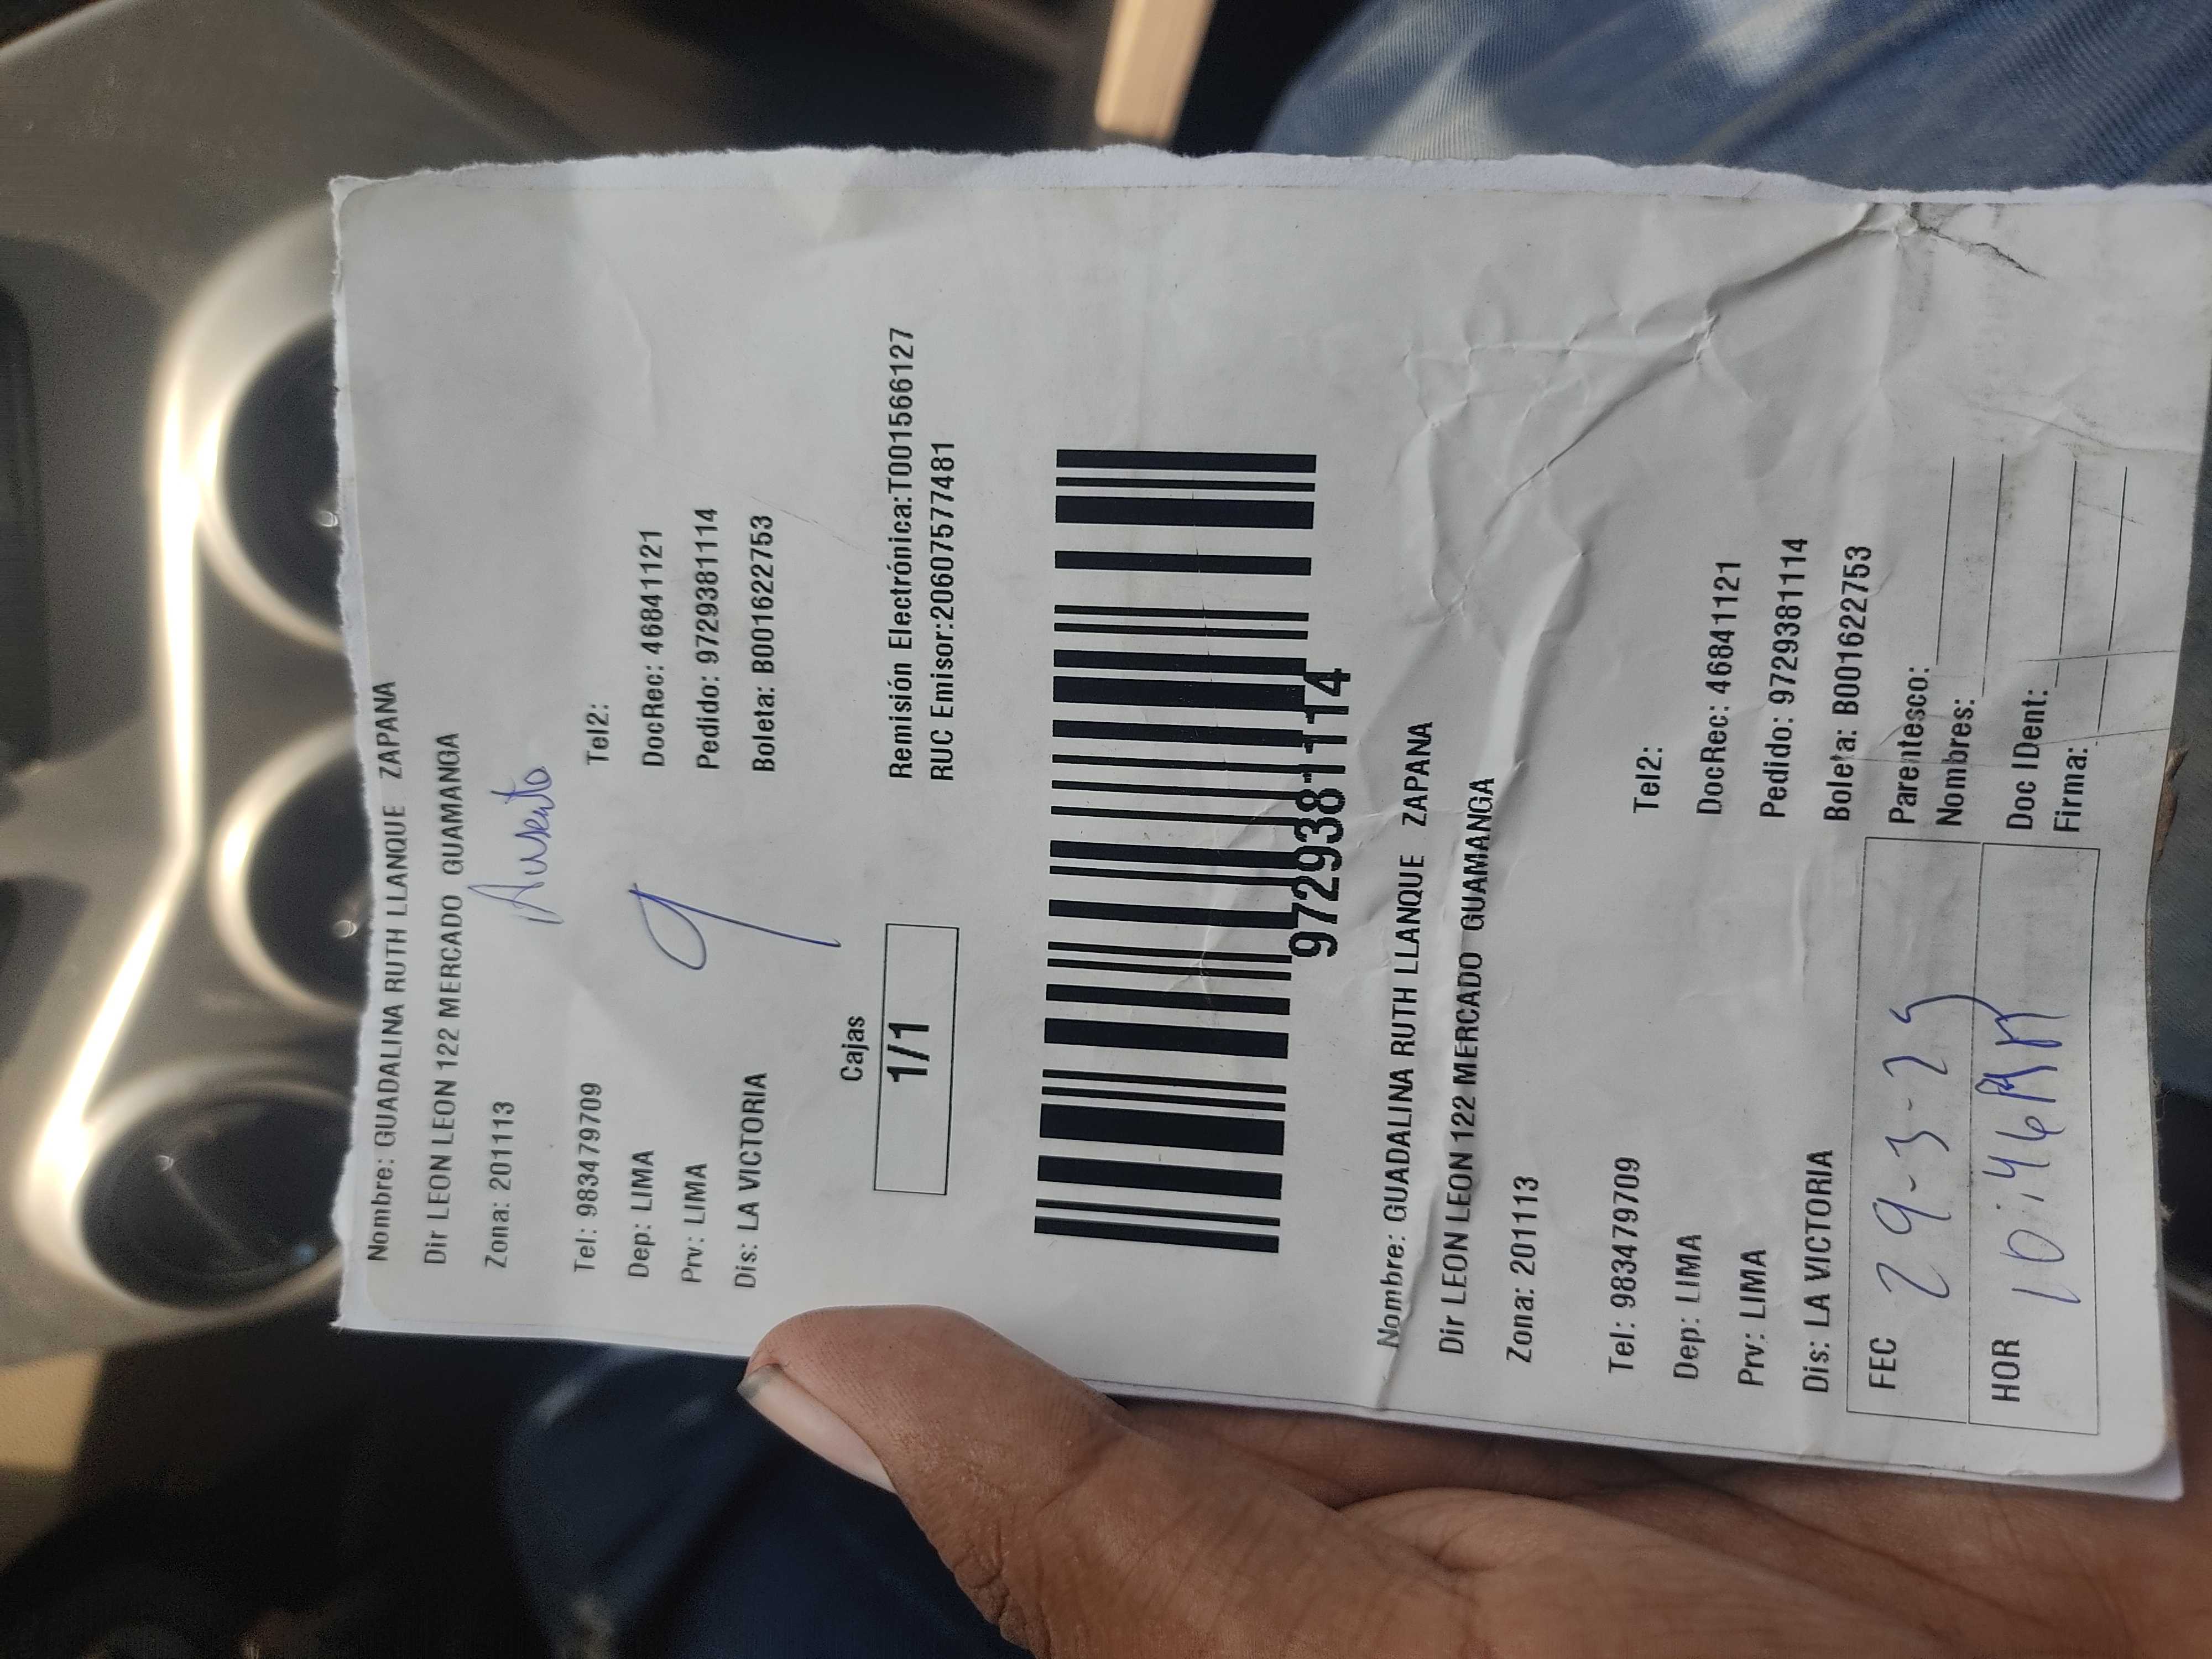 Nombre: GUADALINA RUTH LLANQUE ZAPANA
Dir LEON LEON 122 MERCADO GUAMANGA
Zona: 201113
Ausento
Tel: 983479709 Tel2:
Dep: LIMA DocRec: 46841121
Prv: LIMA Pedido: 9729381114
Dis: LA VICTORIA Boleta: B001622753
Cajas
1/1
Remisión Electrónica:T001566127
RUC Emisor:20607577481
9729381114
Nombre: GUADALINA RUTH LLANQUE ZAPANA
Dir LEON LEON 122 MERCADO GUAMANGA
Zona: 201113
Tel: 983479709 Tel2:
Dep: LIMA DocRec: 46841121
Prv: LIMA Pedido: 9729381114
Dis: LA VICTORIA Boleta: B001622753
FEC 29-3-25 Parentesco:
Nombres:
HOR 10:46 AM Doc IDent:
Firma: